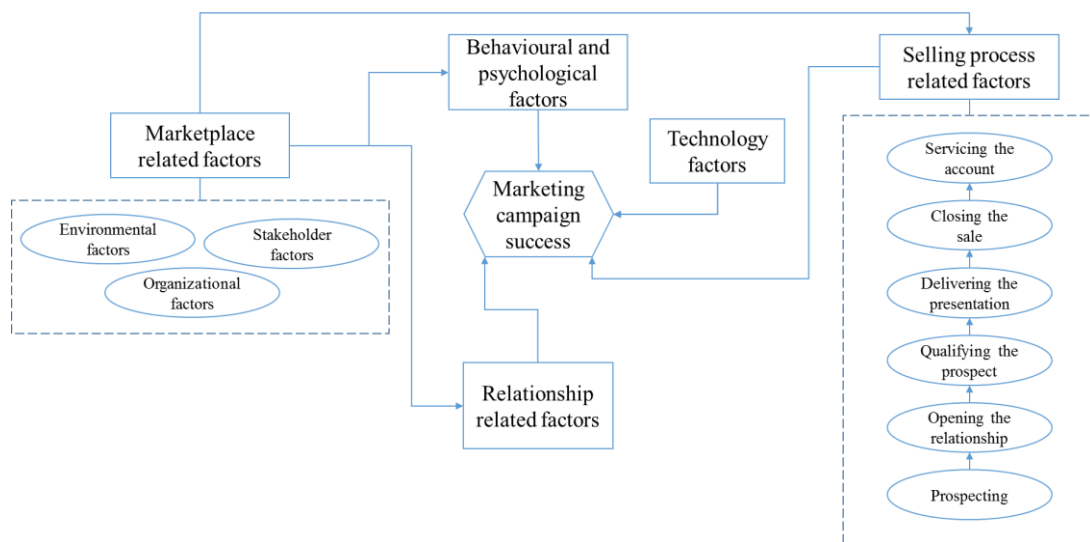 Behavioural and
psychological
factors
Selling process
related factors
Marketplace
related factors
Technology
factors
Marketing
campaign
success
Environmental
factors
Stakeholder
factors
Organizational
factors
Relationship
related factors
Servicing the
account
Closing the
sale
Delivering the
presentation
Qualifying the
prospect
Opening the
relationship
Prospecting